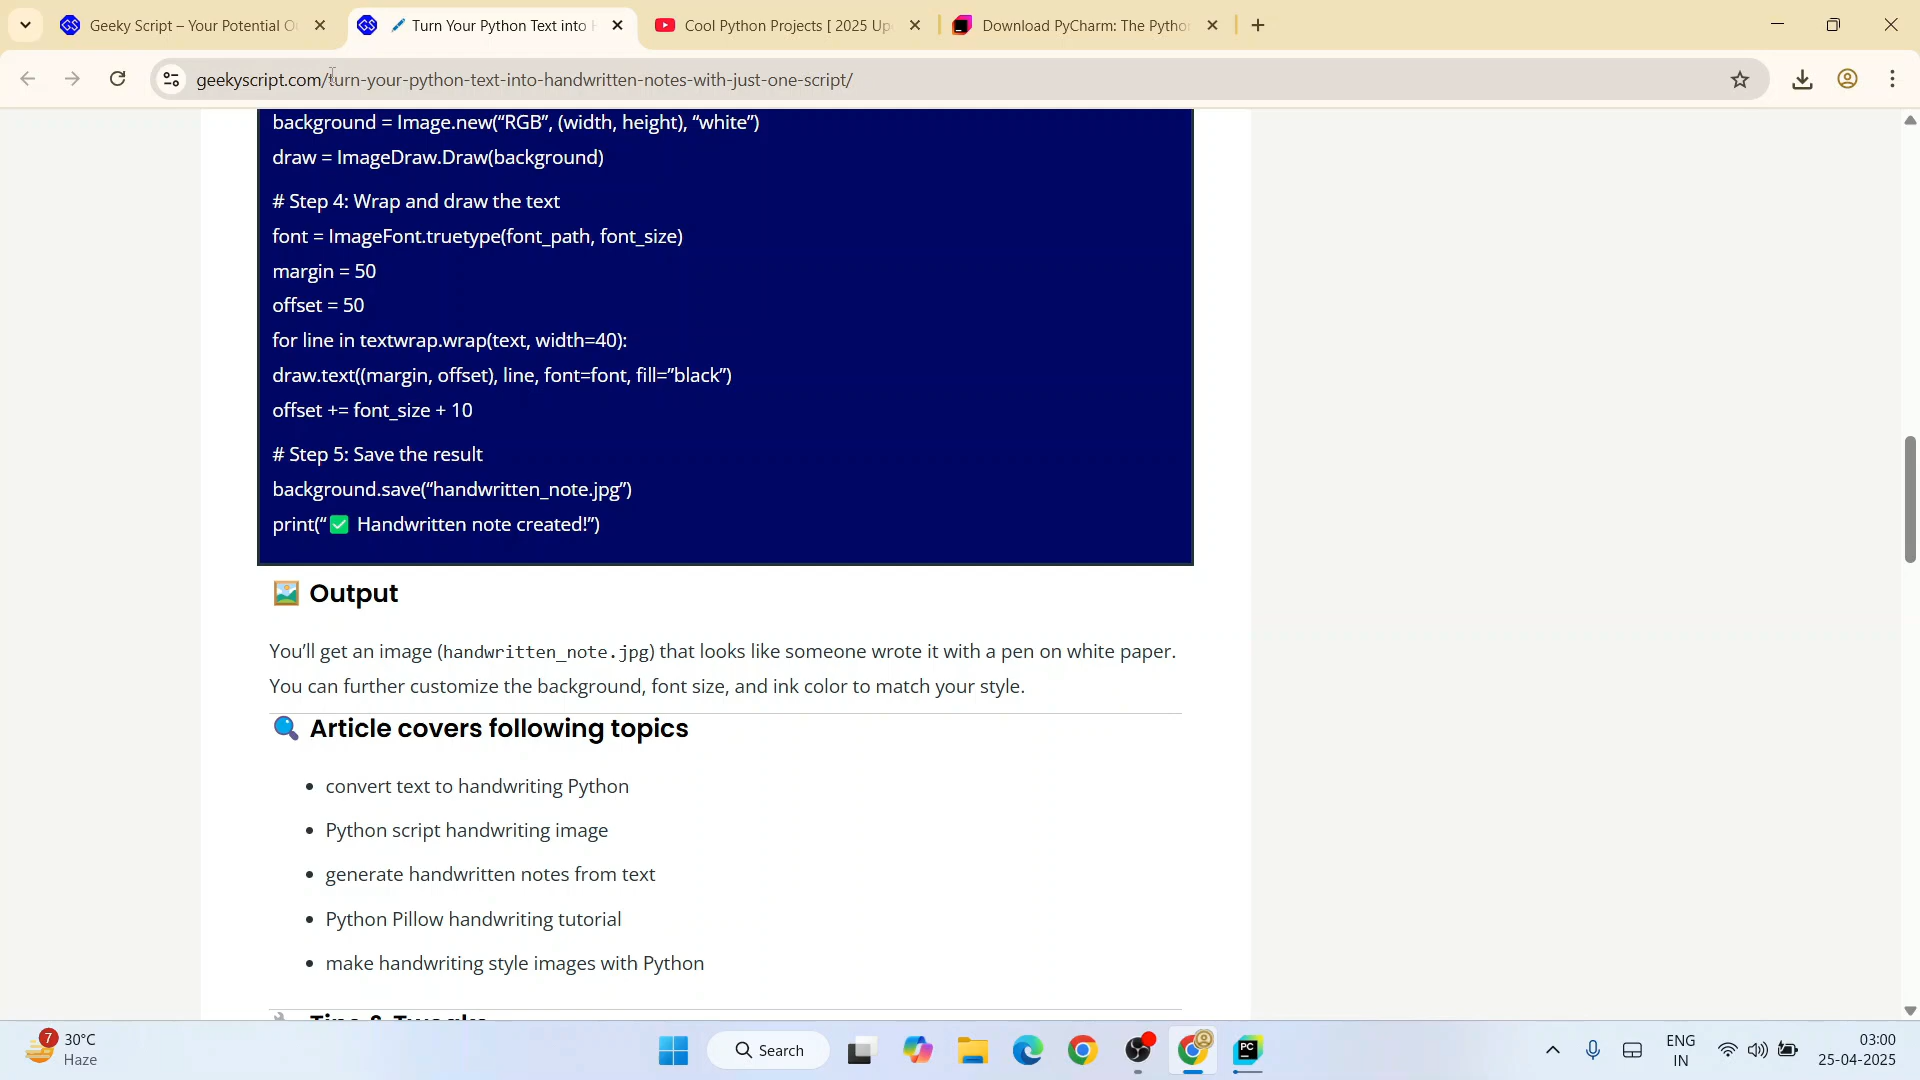 Geeky Script – Your Potential O
Turn Your Python Text into H
Cool Python Projects [ 2025 Up
Download PyCharm: The Pytho
geekyscript.com/turn-your-python-text-into-handwritten-notes-with-just-one-script/
background = Image.new(“RGB”, (width, height), “white”)
draw = ImageDraw.Draw(background)
# Step 4: Wrap and draw the text
font = ImageFont.truetype(font_path, font_size)
margin = 50
offset = 50
for line in textwrap.wrap(text, width=40):
draw.text((margin, offset), line, font=font, fill=”black”)
offset += font_size + 10
# Step 5: Save the result
background.save(“handwritten_note.jpg”)
print(“✅ Handwritten note created!”)
🖼️ Output
You’ll get an image (handwritten_note.jpg) that looks like someone wrote it with a pen on white paper.
You can further customize the background, font size, and ink color to match your style.
🔍 Article covers following topics
• convert text to handwriting Python
• Python script handwriting image
• generate handwritten notes from text
• Python Pillow handwriting tutorial
• make handwriting style images with Python
Tips & Tweaks
7
30°C
Haze
Search
PC
ENG
IN
03:00
25-04-2025